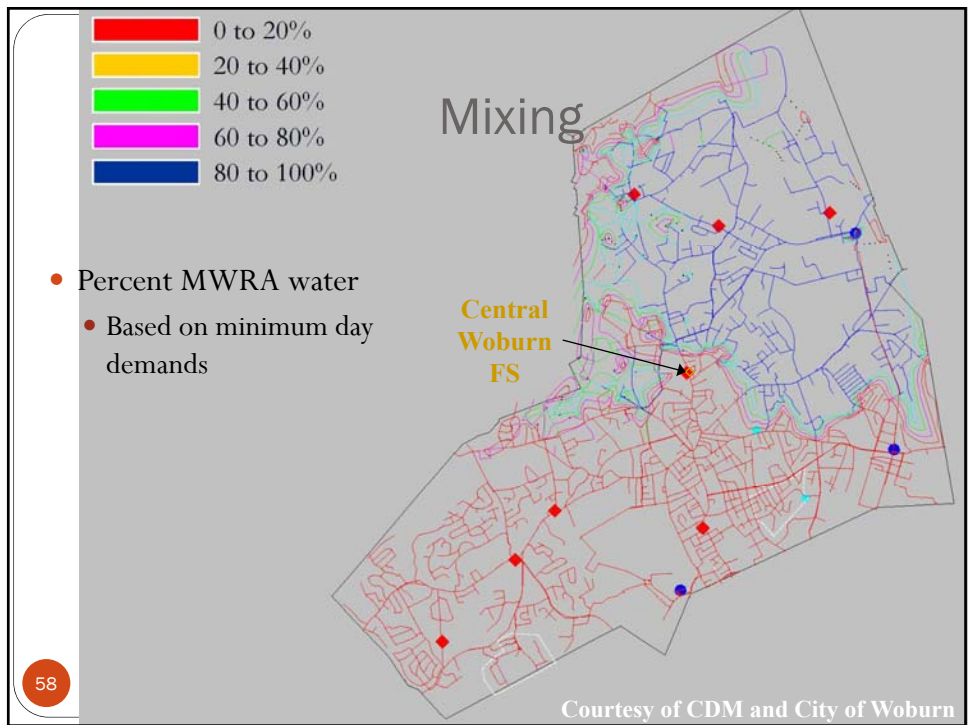 0 to 20%
20 to 40%
40 to 60%
60 to 80%
80 to 100%
Mixing
Percent MWRA water
Based on minimum day
demands
Central
Woburn
FS
58
Courtesy of CDM and City of Woburn